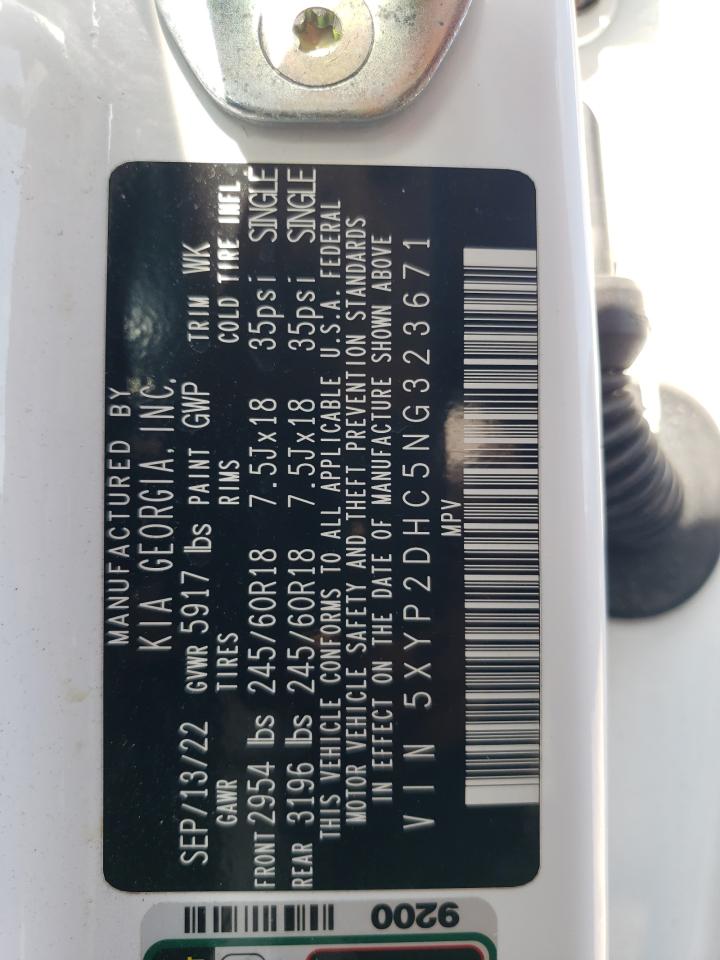 MANUFACTURED BY
KIA GEORGIA, INC.
SEP/13/22 GVWR 5917 lbs PAINT GWP TRIM WK
GAWR TIRES RIMS COLD TIRE INFL
FRONT 2954 lbs 245/60R18 7.5Jx18 35psi SINGLE
REAR 3196 lbs 245/60R18 7.5Jx18 35psi SINGLE
THIS VEHICLE CONFORMS TO ALL APPLICABLE U.S.A. FEDERAL
MOTOR VEHICLE SAFETY AND THEFT PREVENTION STANDARDS
IN EFFECT ON THE DATE OF MANUFACTURE SHOWN ABOVE
VIN 5XYP2DHC5NG323671
MPV
9200